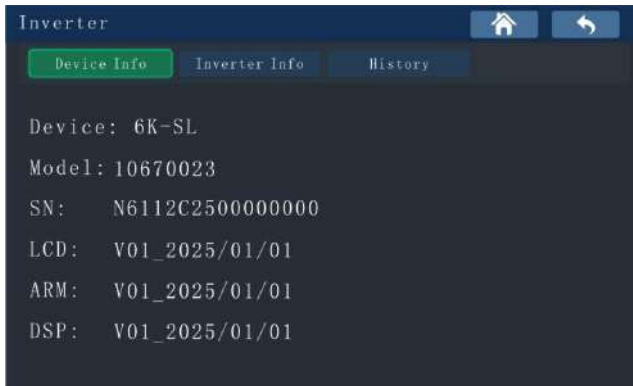 Inverter
Device Info Inverter Info History
Device: 6K-SL
Model: 10670023
SN: N6112C2500000000
LCD: V01_2025/01/01
ARM: V01_2025/01/01
DSP: V01_2025/01/01